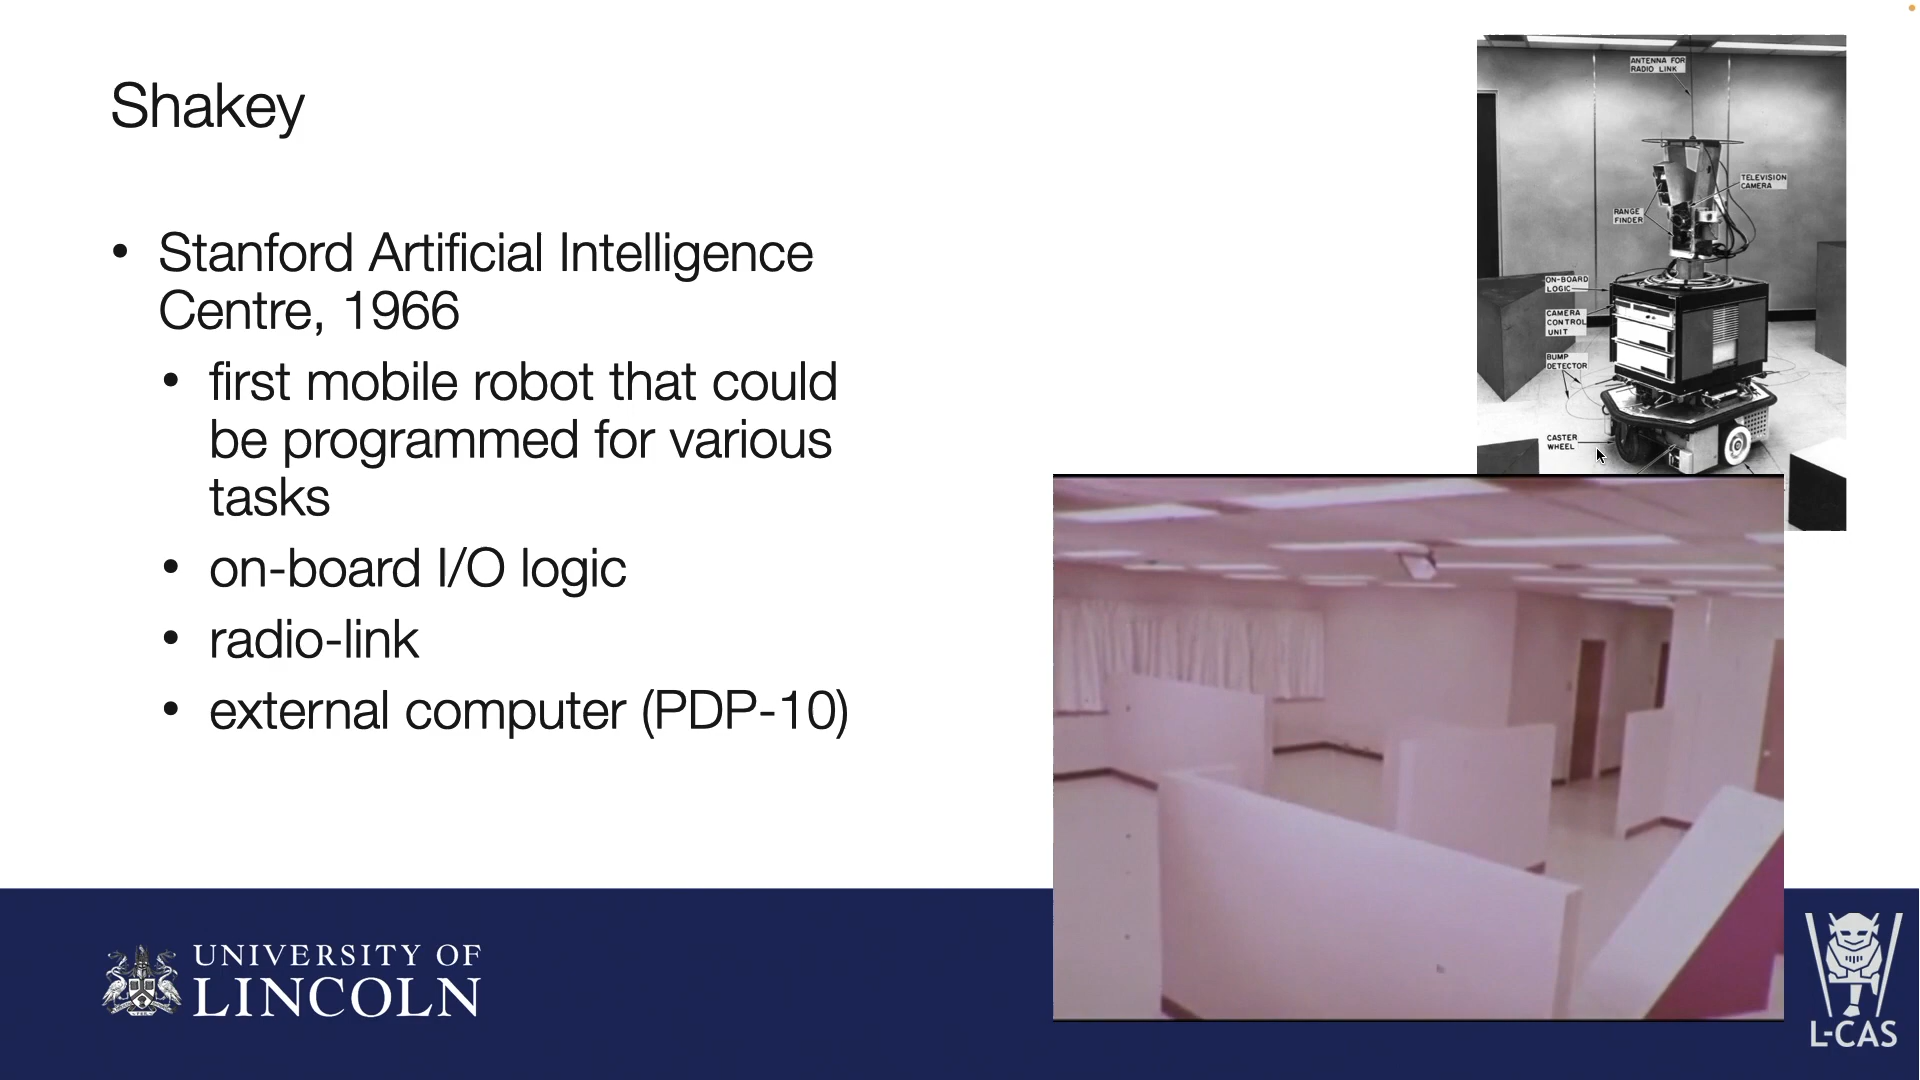 Shakey
• Stanford Artificial Intelligence
Centre, 1966
• first mobile robot that could
be programmed for various
tasks
• on-board I/O logic
• radio-link
• external computer (PDP-10)
ANTENNA FOR
RADIO LINK
TELEVISION
CAMERA
RANGE
FINDER
ON-BOARD
LOGIC
CAMERA
CONTROL
UNIT
BUMP
DETECTOR
CASTER
WHEEL
UNIVERSITY OF
LINCOLN
L-CAS